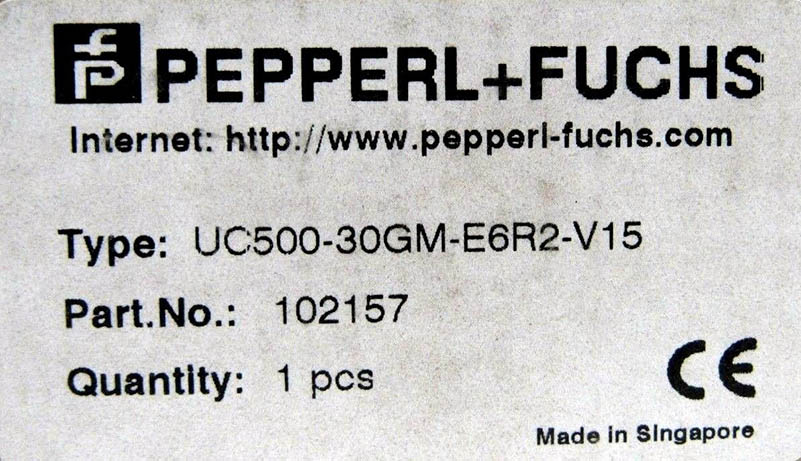 PEPPERL+FUCHS
Internet: http://www.pepperl-fuchs.com
Type: UC500-30GM-E6R2-V15
Part.No.: 102157
Quantity: 1 pcs
CE
Made in Singapore